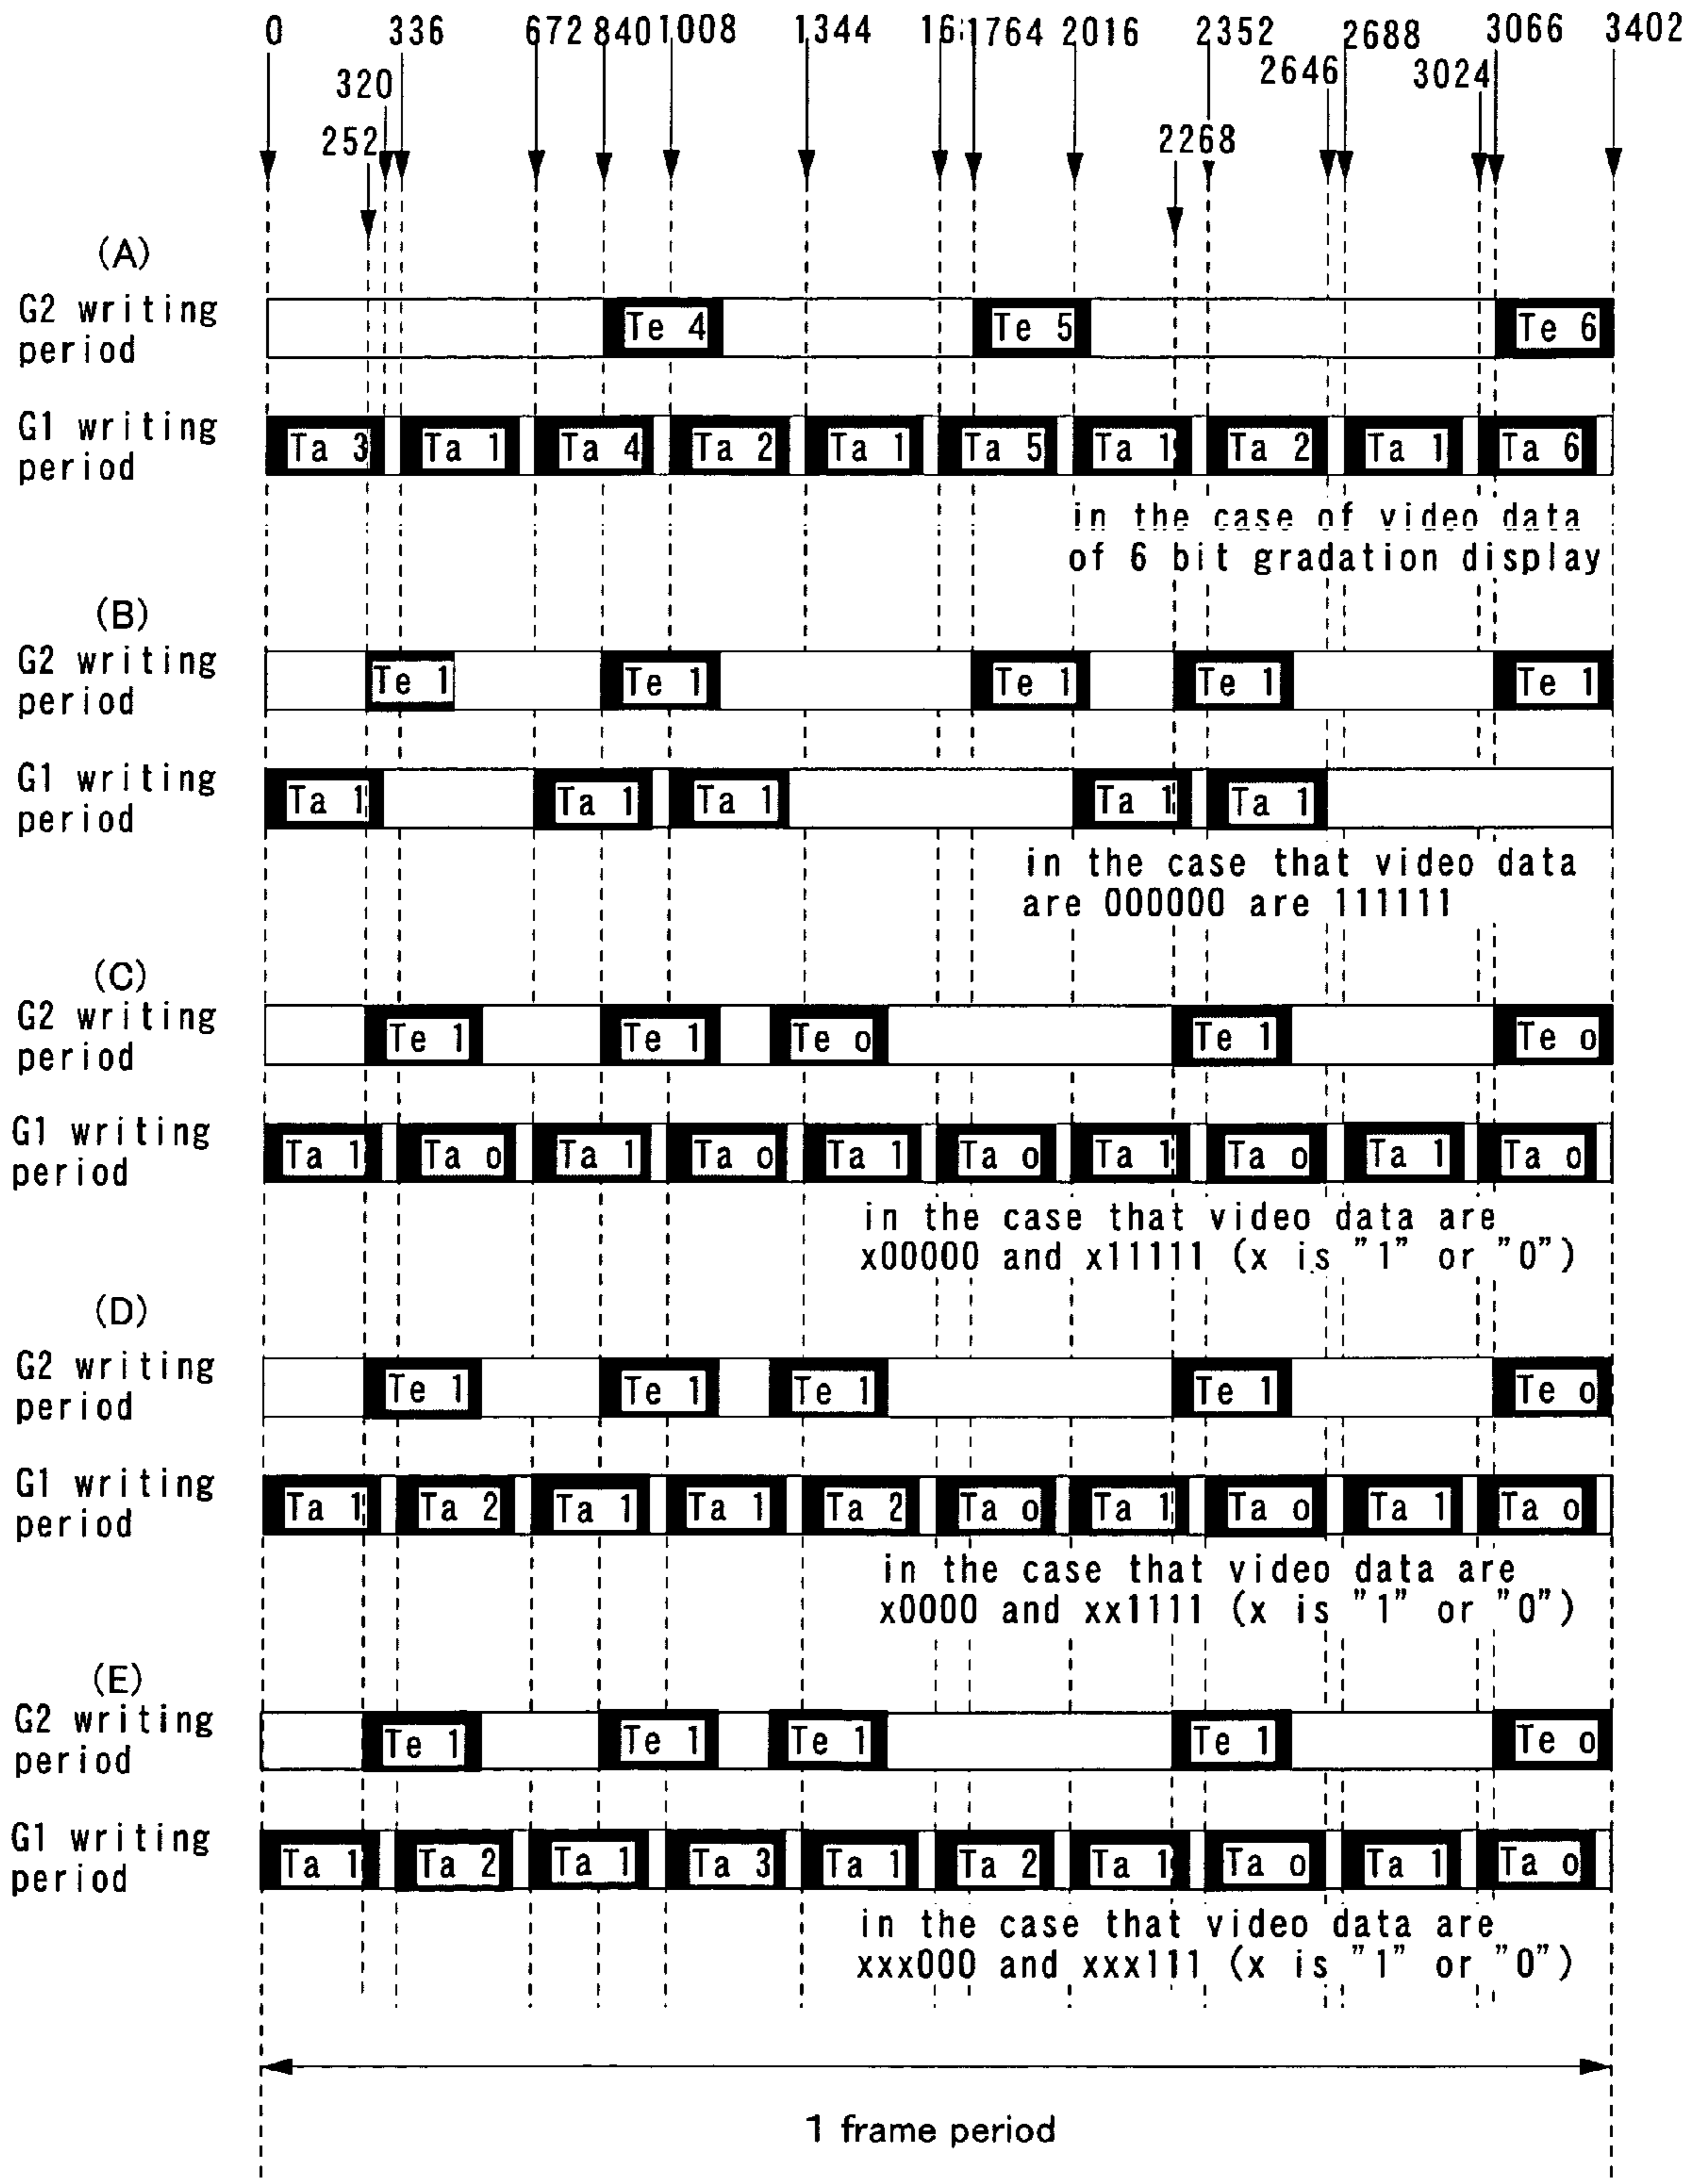 0 336 672 840 1008 1344 1764 2016 2352 2688 3066 3402
320 2646 3024
252 2268
(A)
G2 writing
period
Te 4 Te 5 Te 6
G1 writing
period
Ta 3 Ta 1 Ta 4 Ta 2 Ta 1 Ta 5 Ta 1 Ta 2 Ta 1 Ta 6
in the case of video data
of 6 bit gradation display
(B)
G2 writing
period
Te 1 Te 1 Te 1 Te 1 Te 1
G1 writing
period
Ta 1 Ta 1 Ta 1 Ta 1 Ta 1
in the case that video data
are 000000 are 111111
(C)
G2 writing
period
Te 1 Te 1 Te o Te 1 Te o
G1 writing
period
Ta 1 Ta o Ta 1 Ta o Ta 1 Ta o Ta 1 Ta o Ta 1 Ta o
in the case that video data are
x00000 and x11111 (x is "1" or "0")
(D)
G2 writing
period
Te 1 Te 1 Te 1 Te 1 Te o
G1 writing
period
Ta 1 Ta 2 Ta 1 Ta 1 Ta 2 Ta o Ta 1 Ta o Ta 1 Ta o
in the case that video data are
x0000 and xx1111 (x is "1" or "0")
(E)
G2 writing
period
Te 1 Te 1 Te 1 Te 1 Te o
G1 writing
period
Ta 1 Ta 2 Ta 1 Ta 3 Ta 1 Ta 2 Ta 1 Ta o Ta 1 Ta o
in the case that video data are
xxx000 and xxx111 (x is "1" or "0")
1 frame period